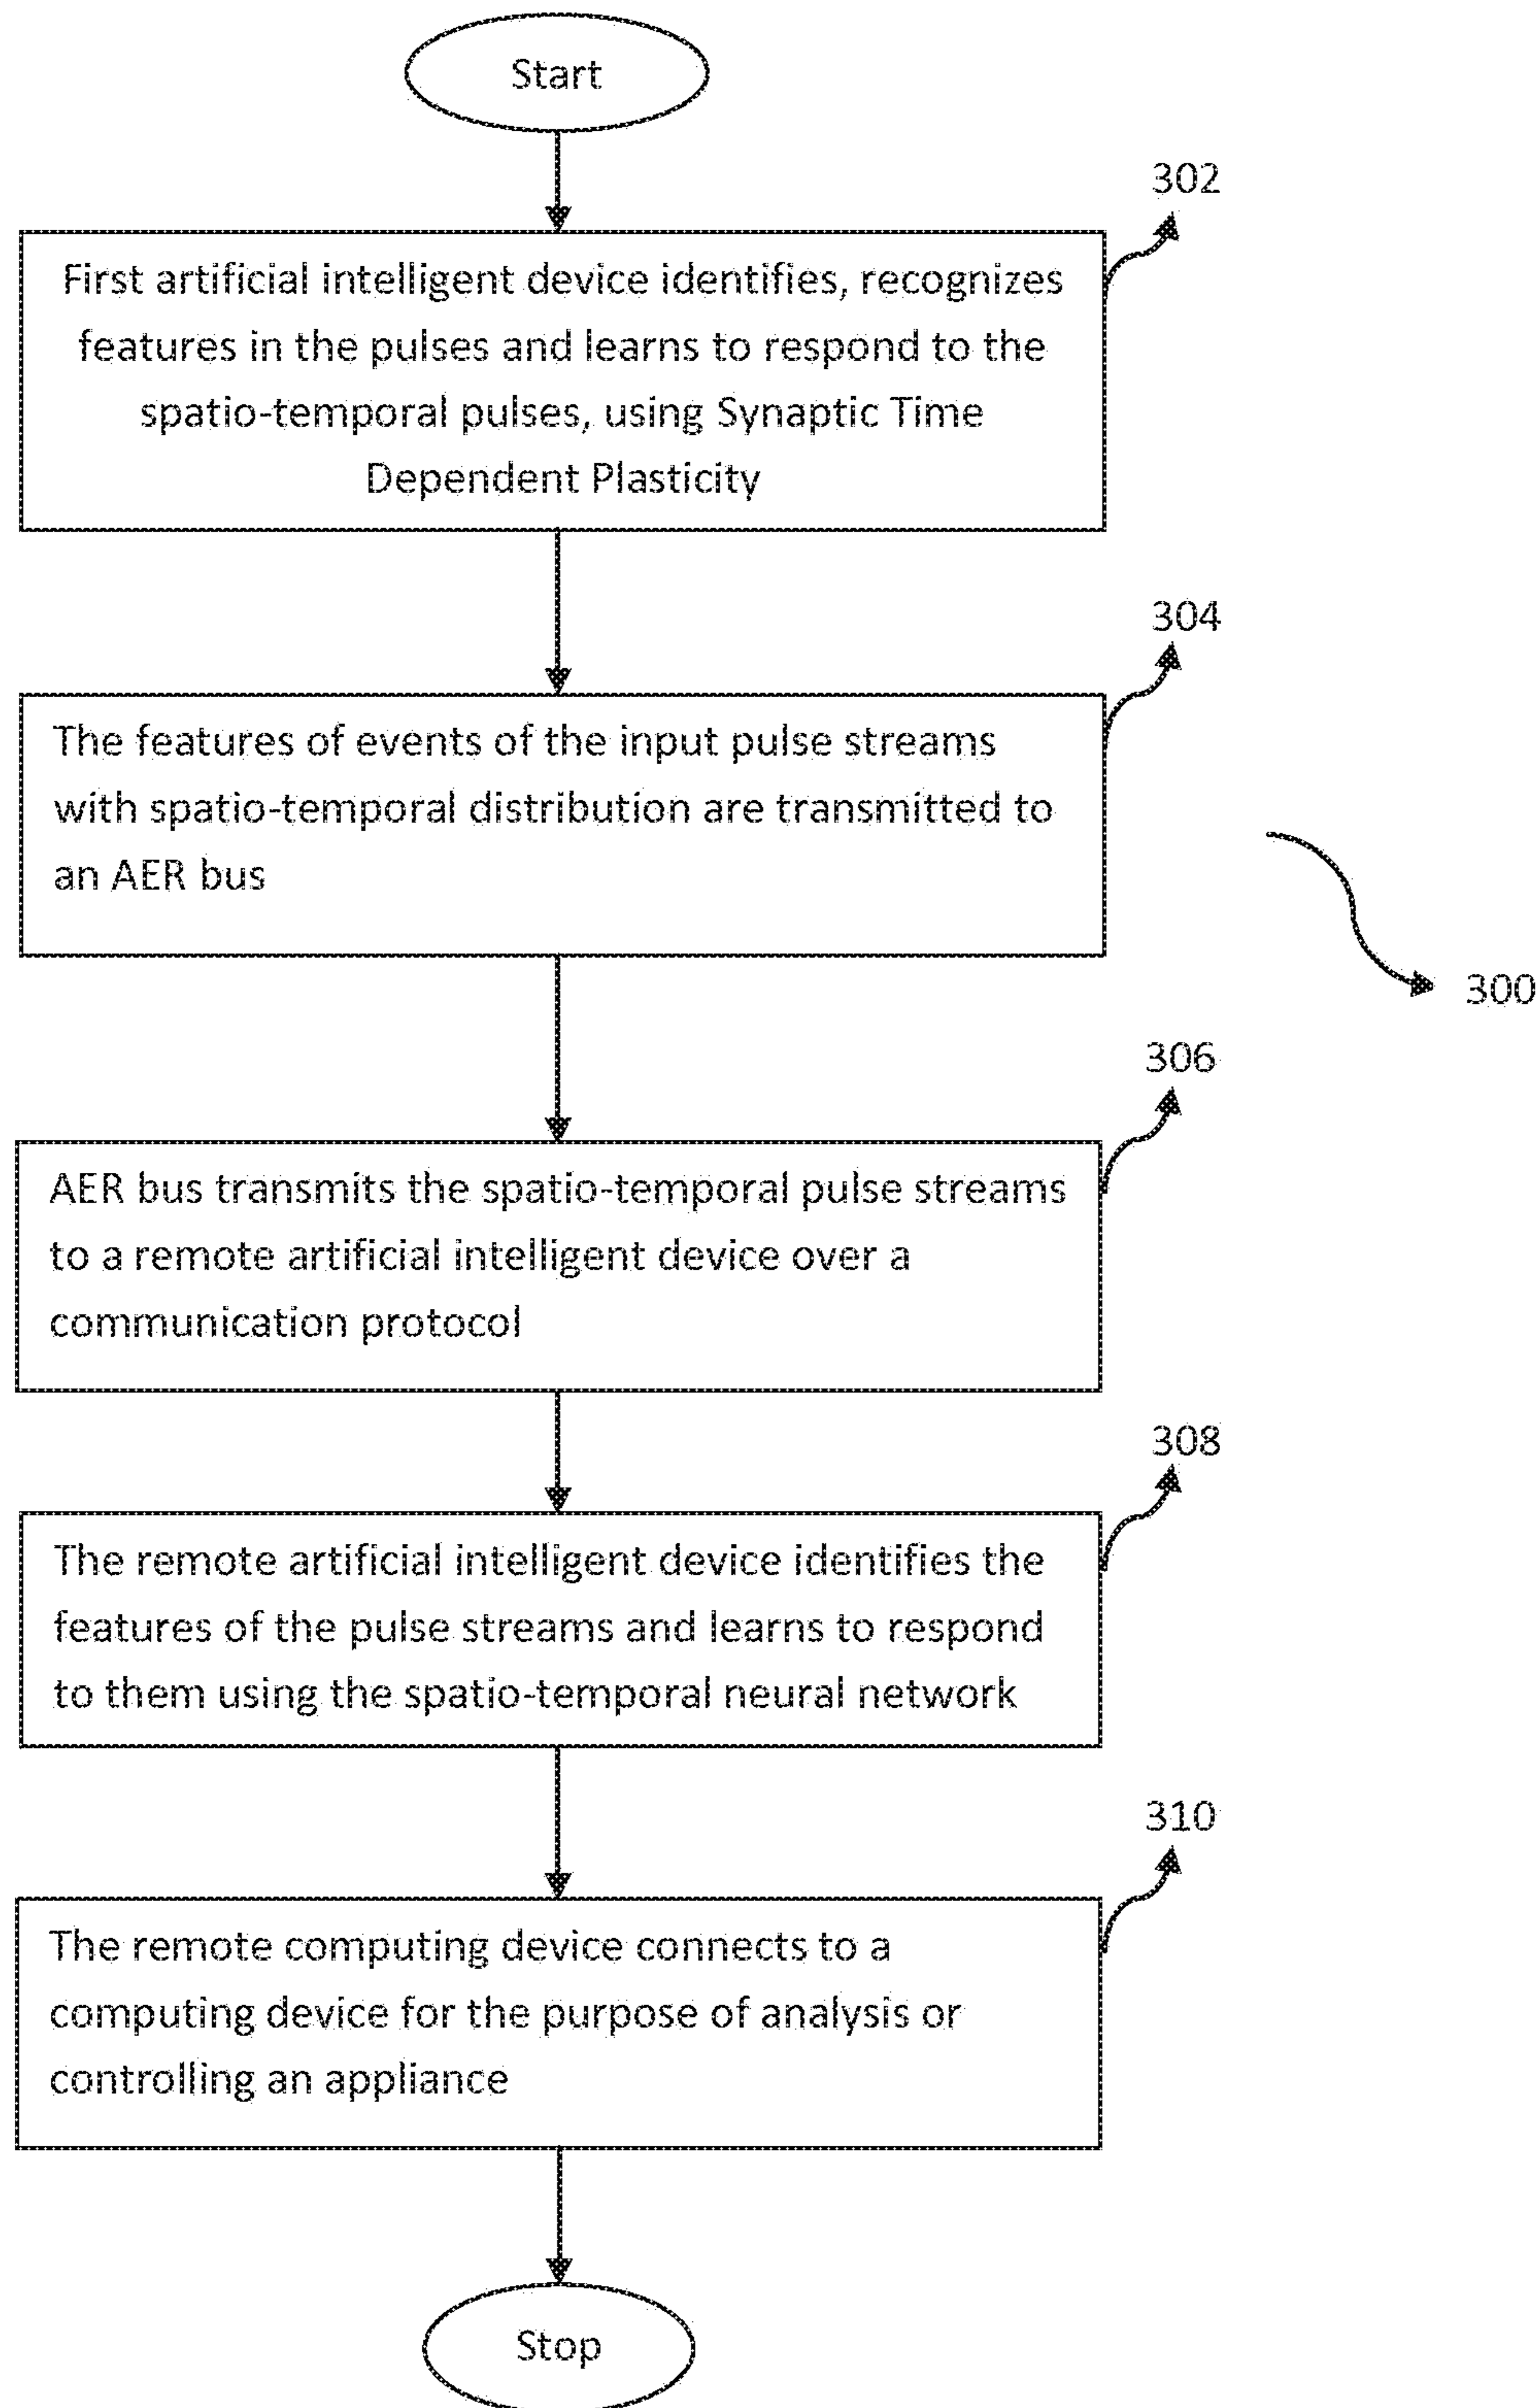 Start
302
First artificial intelligent device identifies, recognizes
features in the pulses and learns to respond to the
spatio-temporal pulses, using Synaptic Time
Dependent Plasticity
304
The features of events of the input pulse streams
with spatio-temporal distribution are transmitted to
an AER bus
300
306
AER bus transmits the spatio-temporal pulse streams
to a remote artificial intelligent device over a
communication protocol
308
The remote artificial intelligent device identifies the
features of the pulse streams and learns to respond
to them using the spatio-temporal neural network
310
The remote computing device connects to a
computing device for the purpose of analysis or
controlling an appliance
Stop